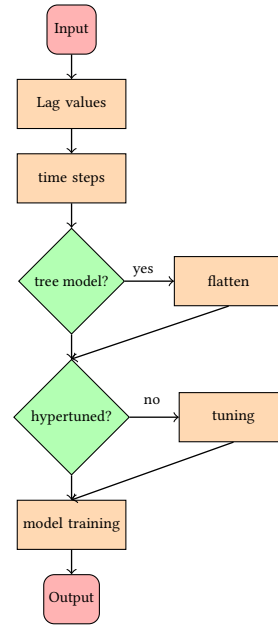 Input
Lag values
time steps
tree model?
yes
flatten
hypertuned?
no
tuning
model training
Output